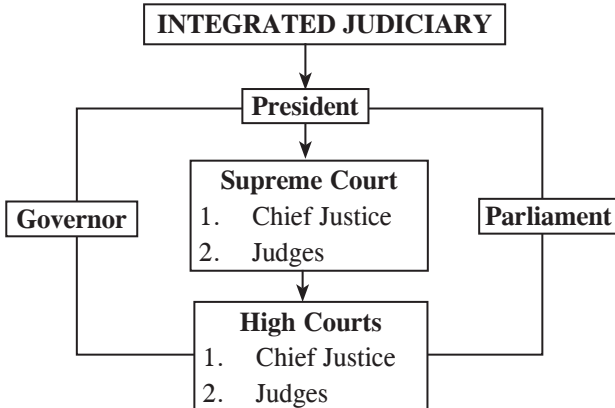 INTEGRATED JUDICIARY
President
Supreme Court
1. Chief Justice
2. Judges
Governor
Parliament
High Courts
1. Chief Justice
2. Judges